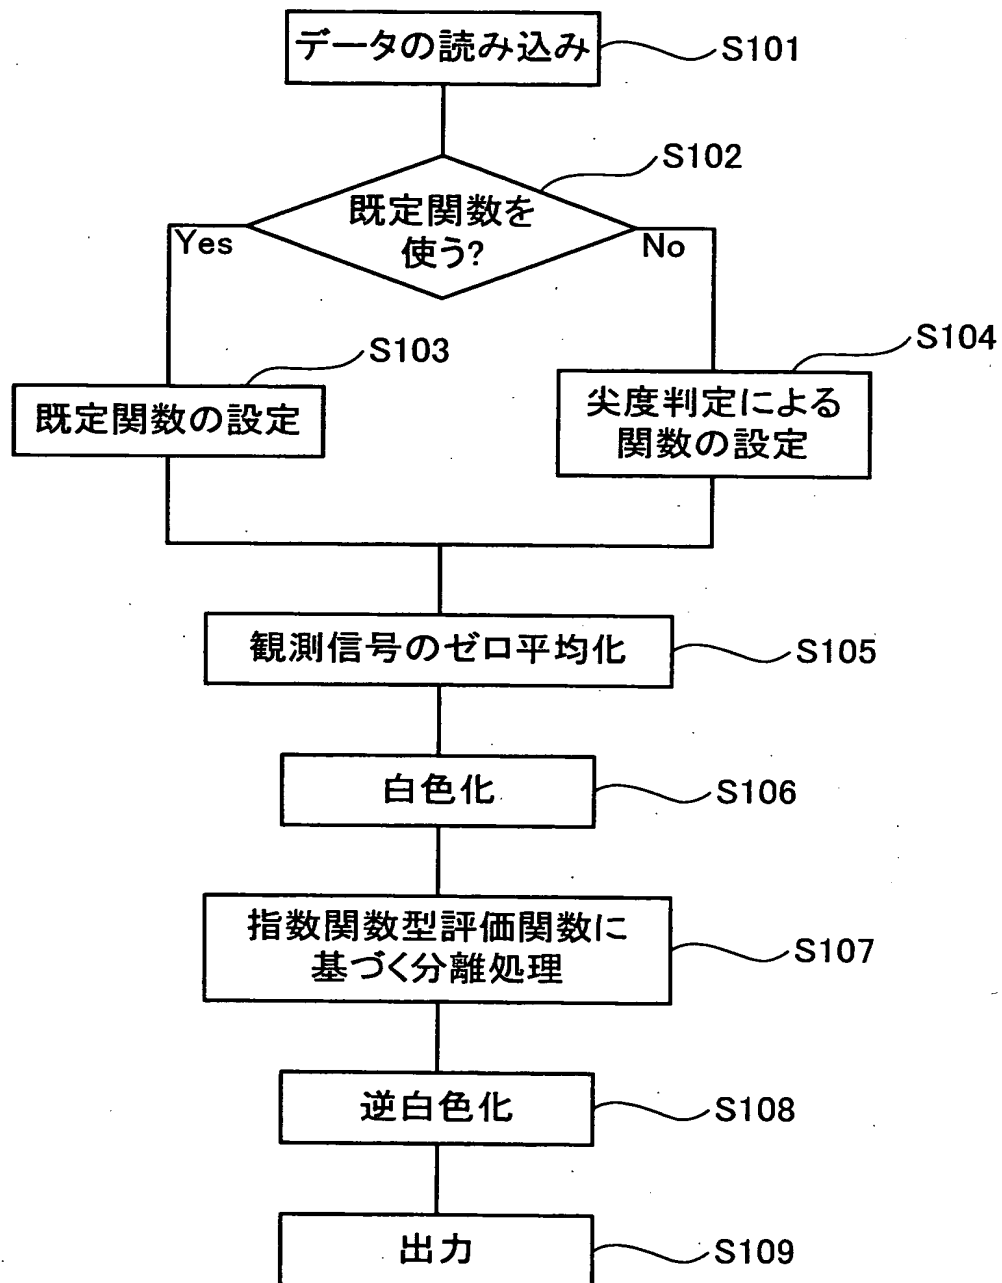 データの読み込み
S101
S102
既定関数を
使う?
Yes
No
S103
既定関数の設定
S104
尖度判定による
関数の設定
観測信号のゼロ平均化
S105
白色化
S106
指数関数型評価関数に
基づく分離処理
S107
逆白色化
S108
出力
S109